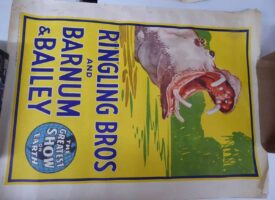 RINGLING BROS
AND
BARNUM
& BAILEY
THE
GREATEST
SHOW
ON
EARTH